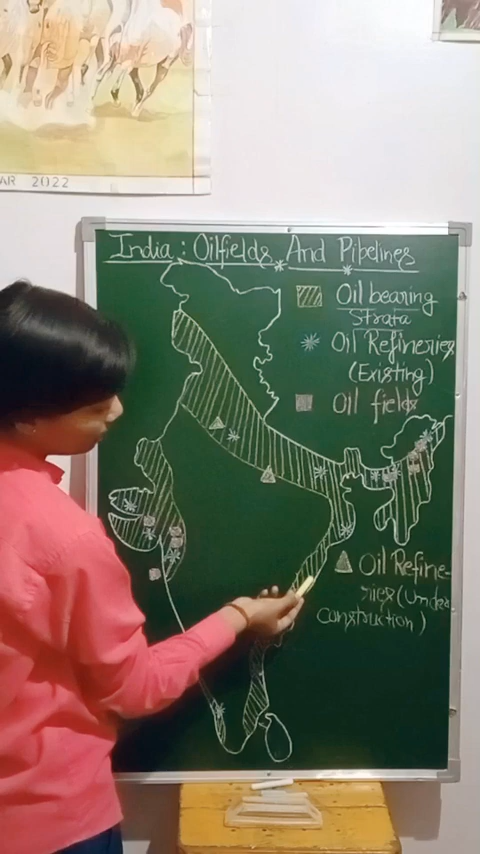 AR 2022
India : Oilfields And Pipelines
Oil bearing
Strata
Oil Refineries
(Existing)
Oil fields
Oil Refine-
ries (Under
construction)